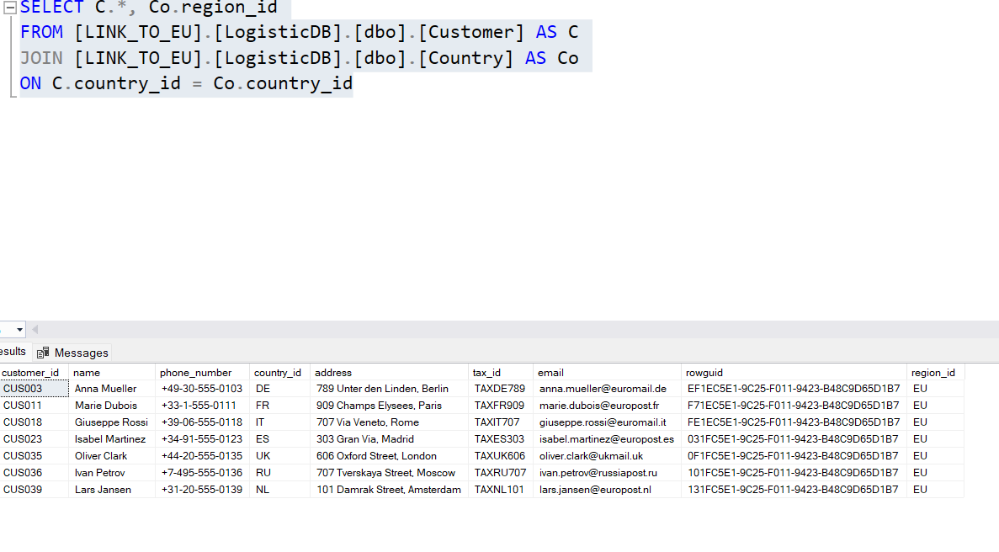 SELECT C.*, Co.region_id
FROM [LINK_TO_EU].[LogisticDB].[dbo].[Customer] AS C
JOIN [LINK_TO_EU].[LogisticDB].[dbo].[Country] AS Co
ON C.country_id = Co.country_id
esults Messages
customer_id name phone_number country_id address tax_id email rowguid region_id
CUS003 Anna Mueller +49-30-555-0103 DE 789 Unter den Linden, Berlin TAXDE789 anna.mueller@euromail.de EF1EC5E1-9C25-F011-9423-B48C9D65D1B7 EU
CUS011 Marie Dubois +33-1-555-0111 FR 909 Champs Elysees, Paris TAXFR909 marie.dubois@europost.fr F71EC5E1-9C25-F011-9423-B48C9D65D1B7 EU
CUS018 Giuseppe Rossi +39-06-555-0118 IT 707 Via Veneto, Rome TAXIT707 giuseppe.rossi@euromail.it FE1EC5E1-9C25-F011-9423-B48C9D65D1B7 EU
CUS023 Isabel Martinez +34-91-555-0123 ES 303 Gran Via, Madrid TAXES303 isabel.martinez@europost.es 031FC5E1-9C25-F011-9423-B48C9D65D1B7 EU
CUS035 Oliver Clark +44-20-555-0135 UK 606 Oxford Street, London TAXUK606 oliver.clark@ukmail.uk 0F1FC5E1-9C25-F011-9423-B48C9D65D1B7 EU
CUS036 Ivan Petrov +7-495-555-0136 RU 707 Tverskaya Street, Moscow TAXRU707 ivan.petrov@russiapost.ru 101FC5E1-9C25-F011-9423-B48C9D65D1B7 EU
CUS039 Lars Jansen +31-20-555-0139 NL 101 Damrak Street, Amsterdam TAXNL101 lars.jansen@europost.nl 131FC5E1-9C25-F011-9423-B48C9D65D1B7 EU